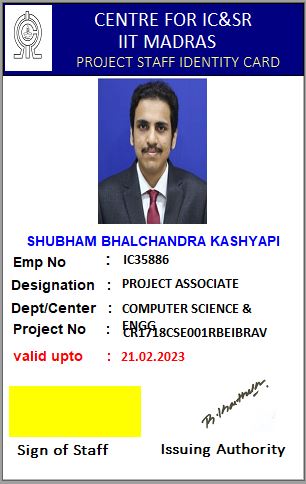 CENTRE FOR IC&SR
IIT MADRAS
PROJECT STAFF IDENTITY CARD
SHUBHAM BHALCHANDRA KASHYAPI
Emp No : IC35886
Designation : PROJECT ASSOCIATE
Dept/Center : COMPUTER SCIENCE &
ENGG
Project No : CR1718CSE001RBEIBRAV
valid upto : 21.02.2023
Sign of Staff Issuing Authority